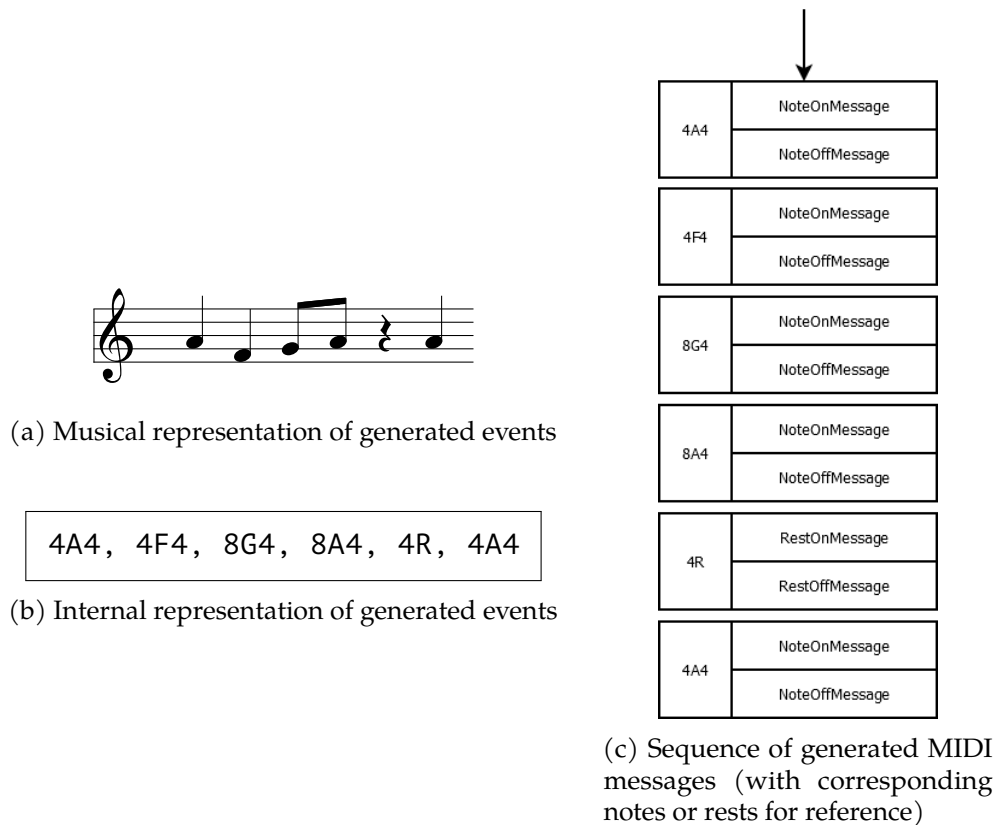 (a) Musical representation of generated events
4A4, 4F4, 8G4, 8A4, 4R, 4A4
(b) Internal representation of generated events
4A4
NoteOnMessage
NoteOffMessage
4F4
NoteOnMessage
NoteOffMessage
8G4
NoteOnMessage
NoteOffMessage
8A4
NoteOnMessage
NoteOffMessage
4R
RestOnMessage
RestOffMessage
4A4
NoteOnMessage
NoteOffMessage
(c) Sequence of generated MIDI
messages (with corresponding
notes or rests for reference)